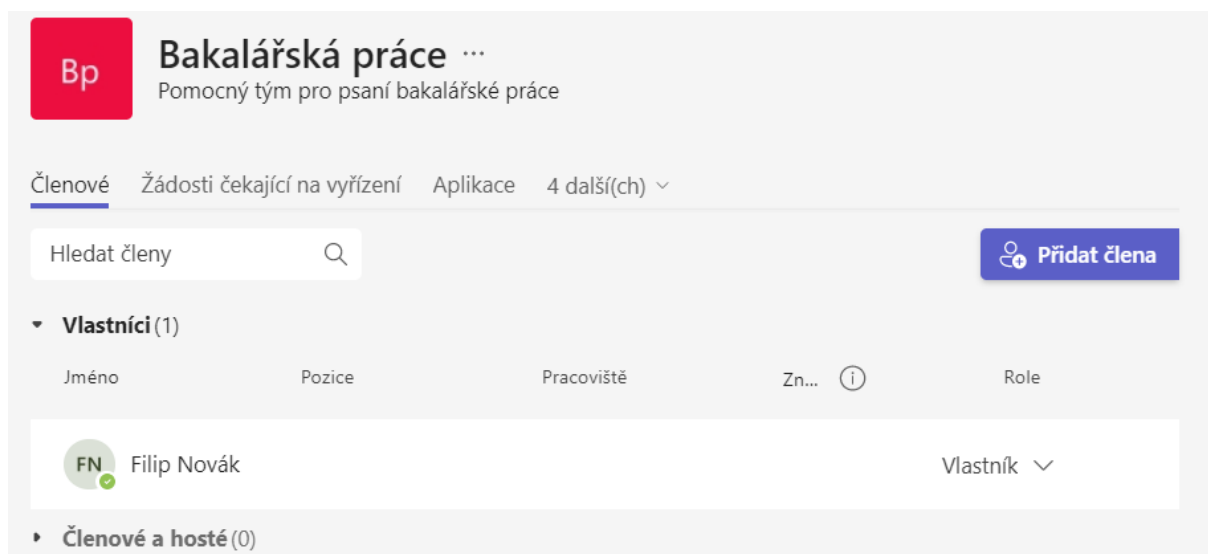 Bp
Bakalářská práce ...
Pomocný tým pro psaní bakalářské práce
Členové Žádosti čekající na vyřízení Aplikace 4 další(ch)
Hledat členy Přidat člena
Vlastníci (1)
Jméno Pozice Pracoviště Zn... Role
FN Filip Novák Vlastník
Členové a hosté (0)